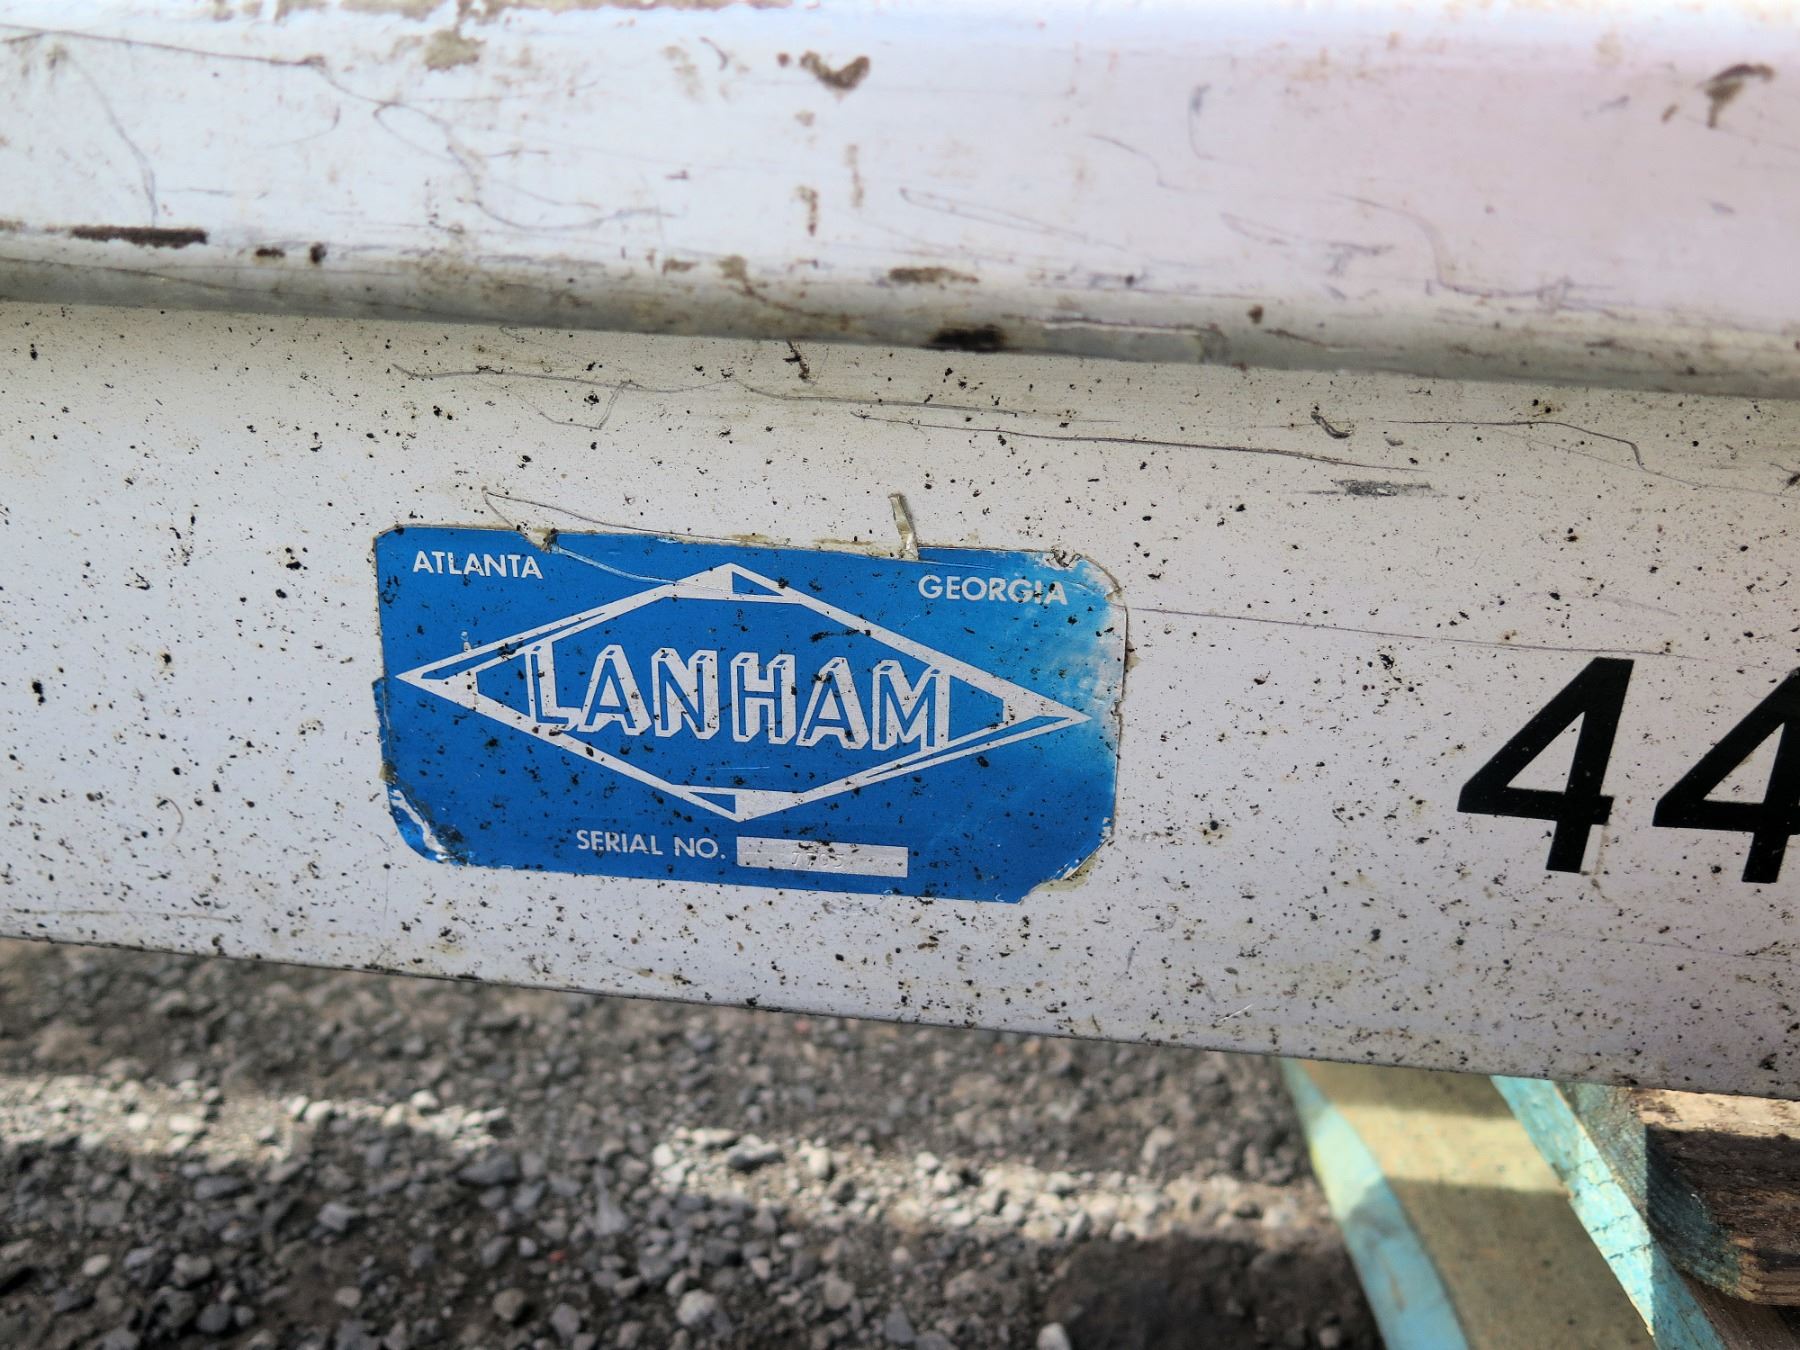 ATLANTA GEORGIA
LANHAM
SERIAL NO.
44